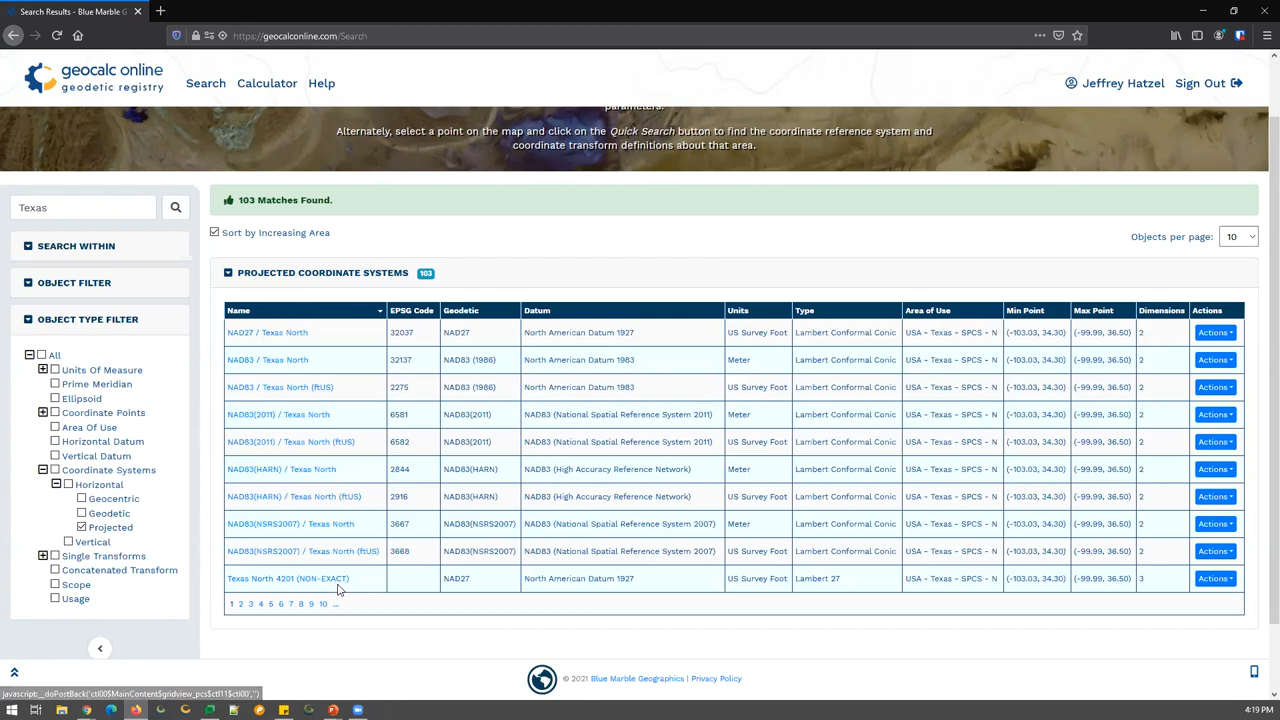 Search Results - Blue Marble G
https://geocalconline.com/Search
geocalc online
geodetic registry
Search
Calculator
Help
Jeffrey Hatzel
Sign Out
parameters.
Alternately, select a point on the map and click on the Quick Search button to find the coordinate reference system and
coordinate transform definitions about that area.
Texas
SEARCH WITHIN
OBJECT FILTER
OBJECT TYPE FILTER
All
Units Of Measure
Prime Meridian
Ellipsoid
Coordinate Points
Area Of Use
Horizontal Datum
Vertical Datum
Coordinate Systems
Horizontal
Geocentric
Geodetic
Projected
Vertical
Single Transforms
Concatenated Transform
Scope
Usage
103 Matches Found.
Sort by Increasing Area
Objects per page: 10
PROJECTED COORDINATE SYSTEMS 103
Name EPSG Code Geodetic Datum Units Type Area of Use Min Point Max Point Dimensions Actions
NAD27 / Texas North 32037 NAD27 North American Datum 1927 US Survey Foot Lambert Conformal Conic USA - Texas - SPCS - N (-103.03, 34.30) (-99.99, 36.50) 2 Actions
NAD83 / Texas North 32137 NAD83 (1986) North American Datum 1983 Meter Lambert Conformal Conic USA - Texas - SPCS - N (-103.03, 34.30) (-99.99, 36.50) 2 Actions
NAD83 / Texas North (ftUS) 2275 NAD83 (1986) North American Datum 1983 US Survey Foot Lambert Conformal Conic USA - Texas - SPCS - N (-103.03, 34.30) (-99.99, 36.50) 2 Actions
NAD83(2011) / Texas North 6581 NAD83(2011) NAD83 (National Spatial Reference System 2011) Meter Lambert Conformal Conic USA - Texas - SPCS - N (-103.03, 34.30) (-99.99, 36.50) 2 Actions
NAD83(2011) / Texas North (ftUS) 6582 NAD83(2011) NAD83 (National Spatial Reference System 2011) US Survey Foot Lambert Conformal Conic USA - Texas - SPCS - N (-103.03, 34.30) (-99.99, 36.50) 2 Actions
NAD83(HARN) / Texas North 2844 NAD83(HARN) NAD83 (High Accuracy Reference Network) Meter Lambert Conformal Conic USA - Texas - SPCS - N (-103.03, 34.30) (-99.99, 36.50) 2 Actions
NAD83(HARN) / Texas North (ftUS) 2916 NAD83(HARN) NAD83 (High Accuracy Reference Network) US Survey Foot Lambert Conformal Conic USA - Texas - SPCS - N (-103.03, 34.30) (-99.99, 36.50) 2 Actions
NAD83(NSRS2007) / Texas North 3667 NAD83(NSRS2007) NAD83 (National Spatial Reference System 2007) Meter Lambert Conformal Conic USA - Texas - SPCS - N (-103.03, 34.30) (-99.99, 36.50) 2 Actions
NAD83(NSRS2007) / Texas North (ftUS) 3668 NAD83(NSRS2007) NAD83 (National Spatial Reference System 2007) US Survey Foot Lambert Conformal Conic USA - Texas - SPCS - N (-103.03, 34.30) (-99.99, 36.50) 2 Actions
Texas North 4201 (NON-EXACT) NAD27 North American Datum 1927 US Survey Foot Lambert 27 USA - Texas - SPCS - N (-103.03, 34.30) (-99.99, 36.50) 3 Actions
1 2 3 4 5 6 7 8 9 10 ...
© 2021 Blue Marble Geographics | Privacy Policy
javascript:__doPostBack('ctl00$MainContent$gridview_pcs$ctl11$ctl00','')
4:19 PM